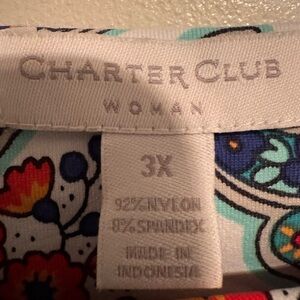 CHARTER CLUB
WOMAN
3X
92% NYLON
8% SPANDEX
MADE IN
INDONESIA